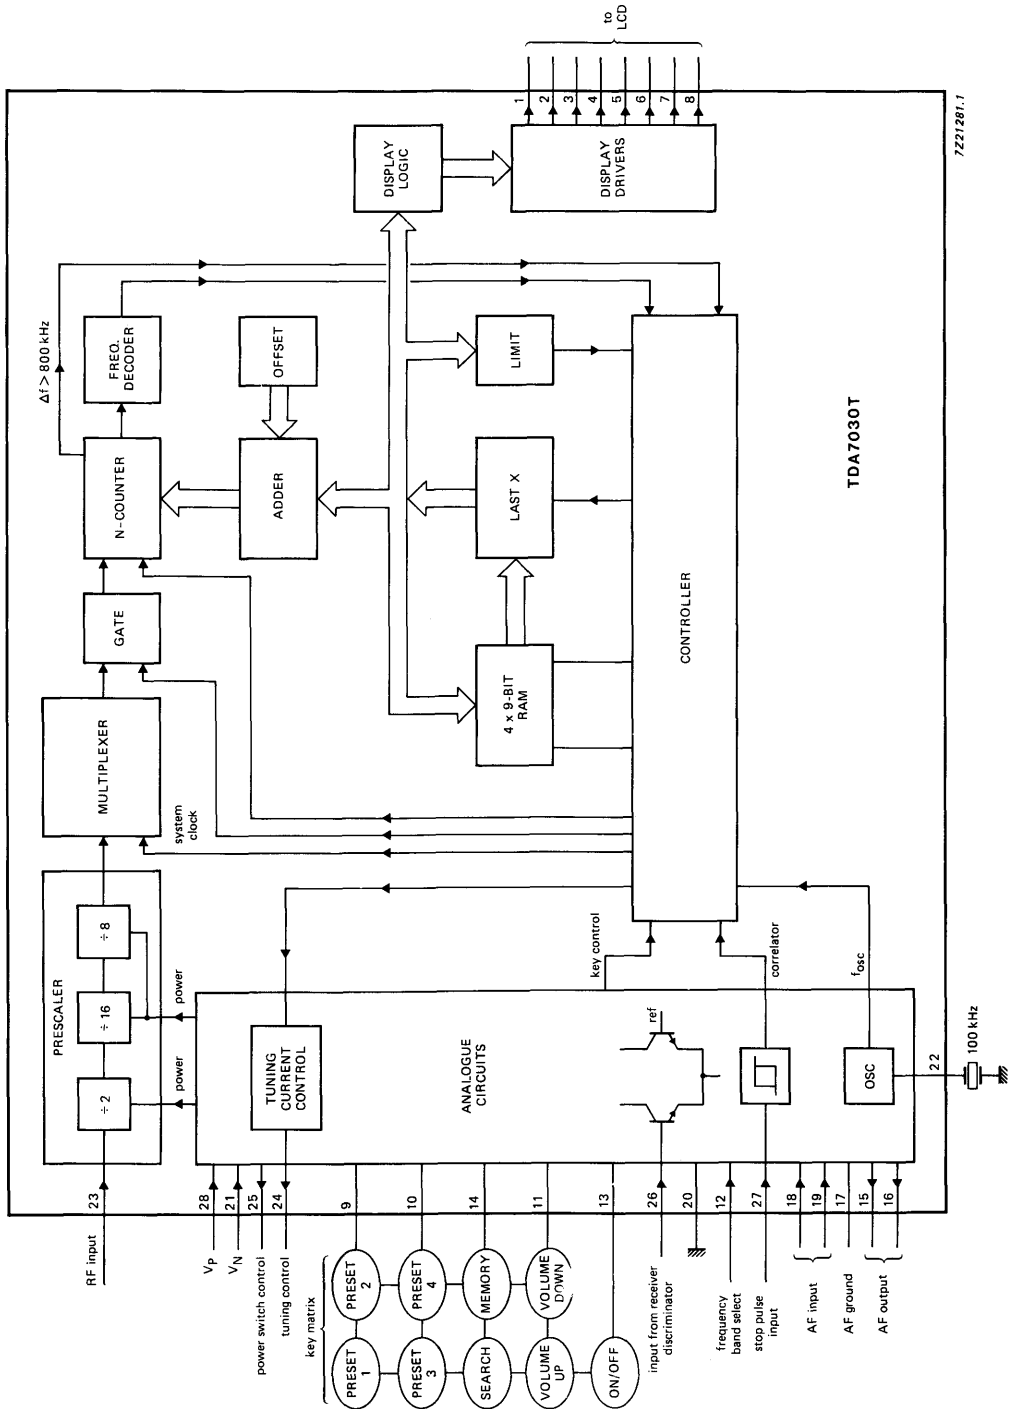 RF input
23
PRESCALER
÷ 2
÷ 16
÷ 8
power
power
MULTIPLEXER
system
clock
GATE
N-COUNTER
Δf > 800 kHz
FREQ.
DECODER
ADDER
OFFSET
4 x 9-BIT
RAM
LAST X
LIMIT
DISPLAY
LOGIC
DISPLAY
DRIVERS
1
2
3
4
5
6
7
8
to
LCD
CONTROLLER
TDA7030T
7Z21281.1
VP
28
VN
21
power switch control
25
tuning control
24
TUNING
CURRENT
CONTROL
key matrix
PRESET
1
PRESET
2
9
PRESET
3
PRESET
4
10
SEARCH
MEMORY
14
VOLUME
UP
VOLUME
DOWN
11
ON/OFF
13
ANALOGUE
CIRCUITS
key control
input from receiver
discriminator
26
ref
20
frequency
band select
12
stop pulse
input
27
correlator
AF input
18
19
AF ground
17
AF output
15
16
OSC
fosc
22
100 kHz